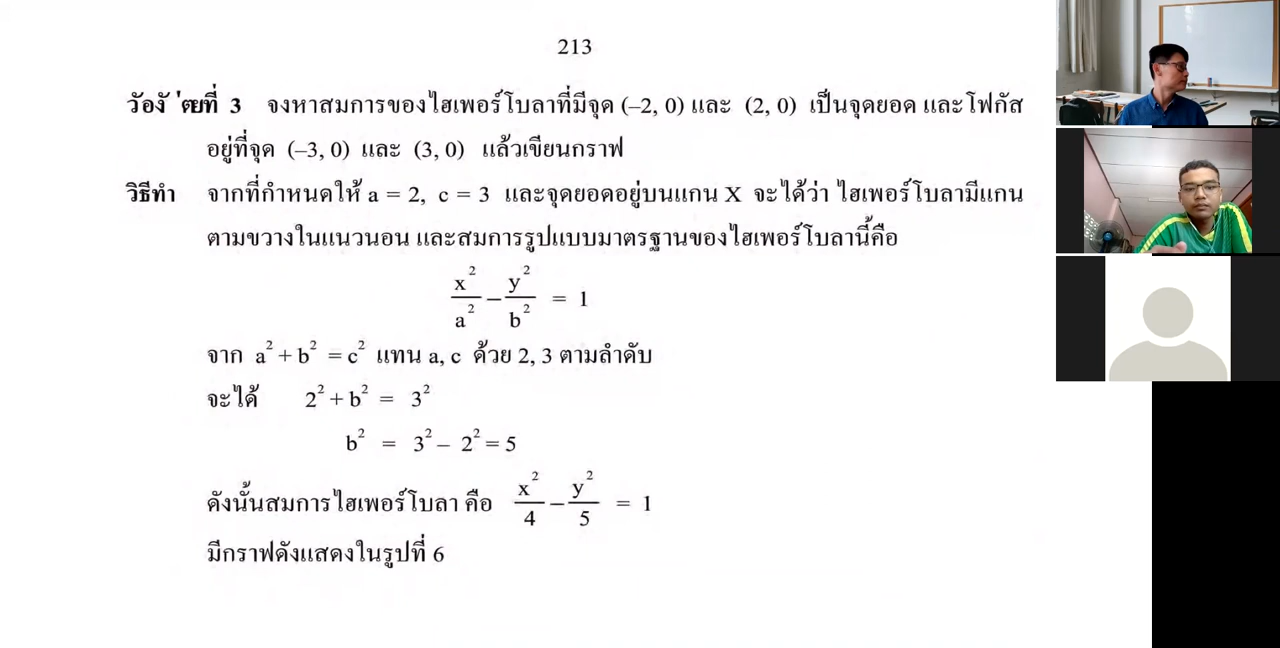 213
วัองั ่ตยที่ 3 จงหาสมการของไฮเพอร์โบลาที่มีจุด (–2, 0) และ (2, 0) เป็นจุดยอด และโฟกัส
อยู่ที่จุด (–3, 0) และ (3, 0) แล้วเขียนกราฟ
วิธีทำ จากที่กำหนดให้ a = 2, c = 3 และจุดยอดอยู่บนแกน X จะได้ว่า ไฮเพอร์โบลามีแกน
ตามขวางในแนวนอน และสมการรูปแบบมาตรฐานของไฮเพอร์โบลานี้คือ
x²/a² – y²/b² = 1
จาก a² + b² = c² แทน a, c ด้วย 2, 3 ตามลำดับ
จะได้ 2² + b² = 3²
b² = 3² – 2² = 5
ดังนั้นสมการไฮเพอร์โบลา คือ x²/4 – y²/5 = 1
มีกราฟดังแสดงในรูปที่ 6